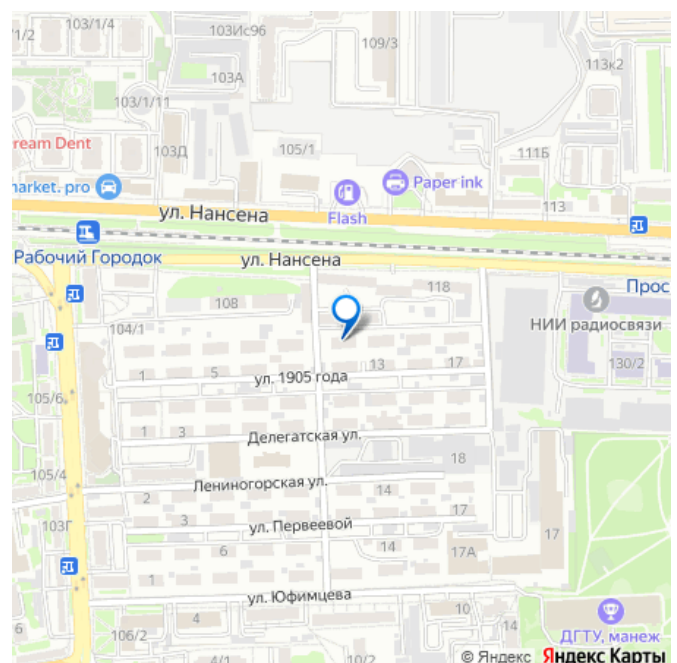 103/1/4
1/2
103Ис96
109/3
103А
113к2
103/1/11
ream Dent
103Д
105/1
111Б
market. pro
Paper ink
ул. Нансена
Flash
113
Рабочий Городок
ул. Нансена
118
Прос
108
НИИ радиосвязи
104/1
1
5
13
17
130/2
ул. 1905 года
105/6
1
3
Делегатская ул.
18
105/4
Лениногорская ул.
2
14
103Г
3
ул. Первеевой
17
17
6
14
17А
1
ул. Юфимцева
4
10
6
106/2
ДГТУ, манеж
4/1
10/2
© Яндекс Яндекс Карты